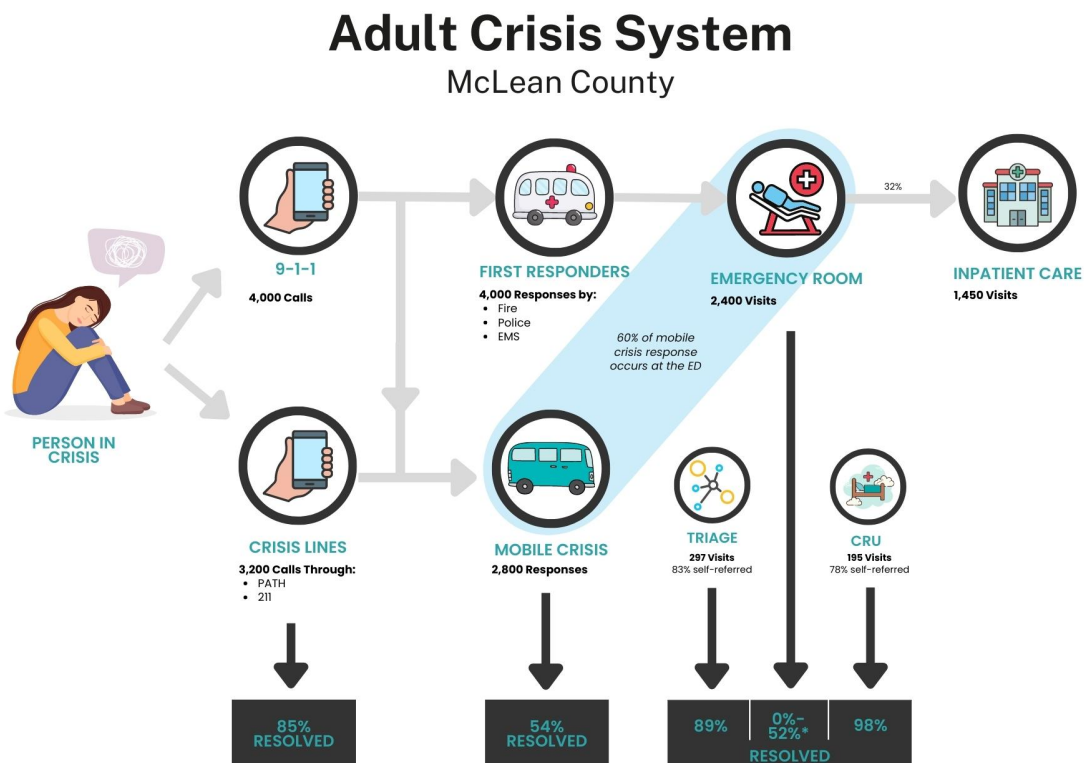 Adult Crisis System
McLean County
32%
9-1-1
4,000 Calls
FIRST RESPONDERS
4,000 Responses by:
• Fire
• Police
• EMS
EMERGENCY ROOM
2,400 Visits
INPATIENT CARE
1,450 Visits
60% of mobile
crisis response
occurs at the ED
PERSON IN
CRISIS
CRISIS LINES
3,200 Calls Through:
• PATH
• 211
MOBILE CRISIS
2,800 Responses
TRIAGE
297 Visits
83% self-referred
CRU
195 Visits
78% self-referred
85%
RESOLVED
54%
RESOLVED
89%
0%-
52%*
98%
RESOLVED